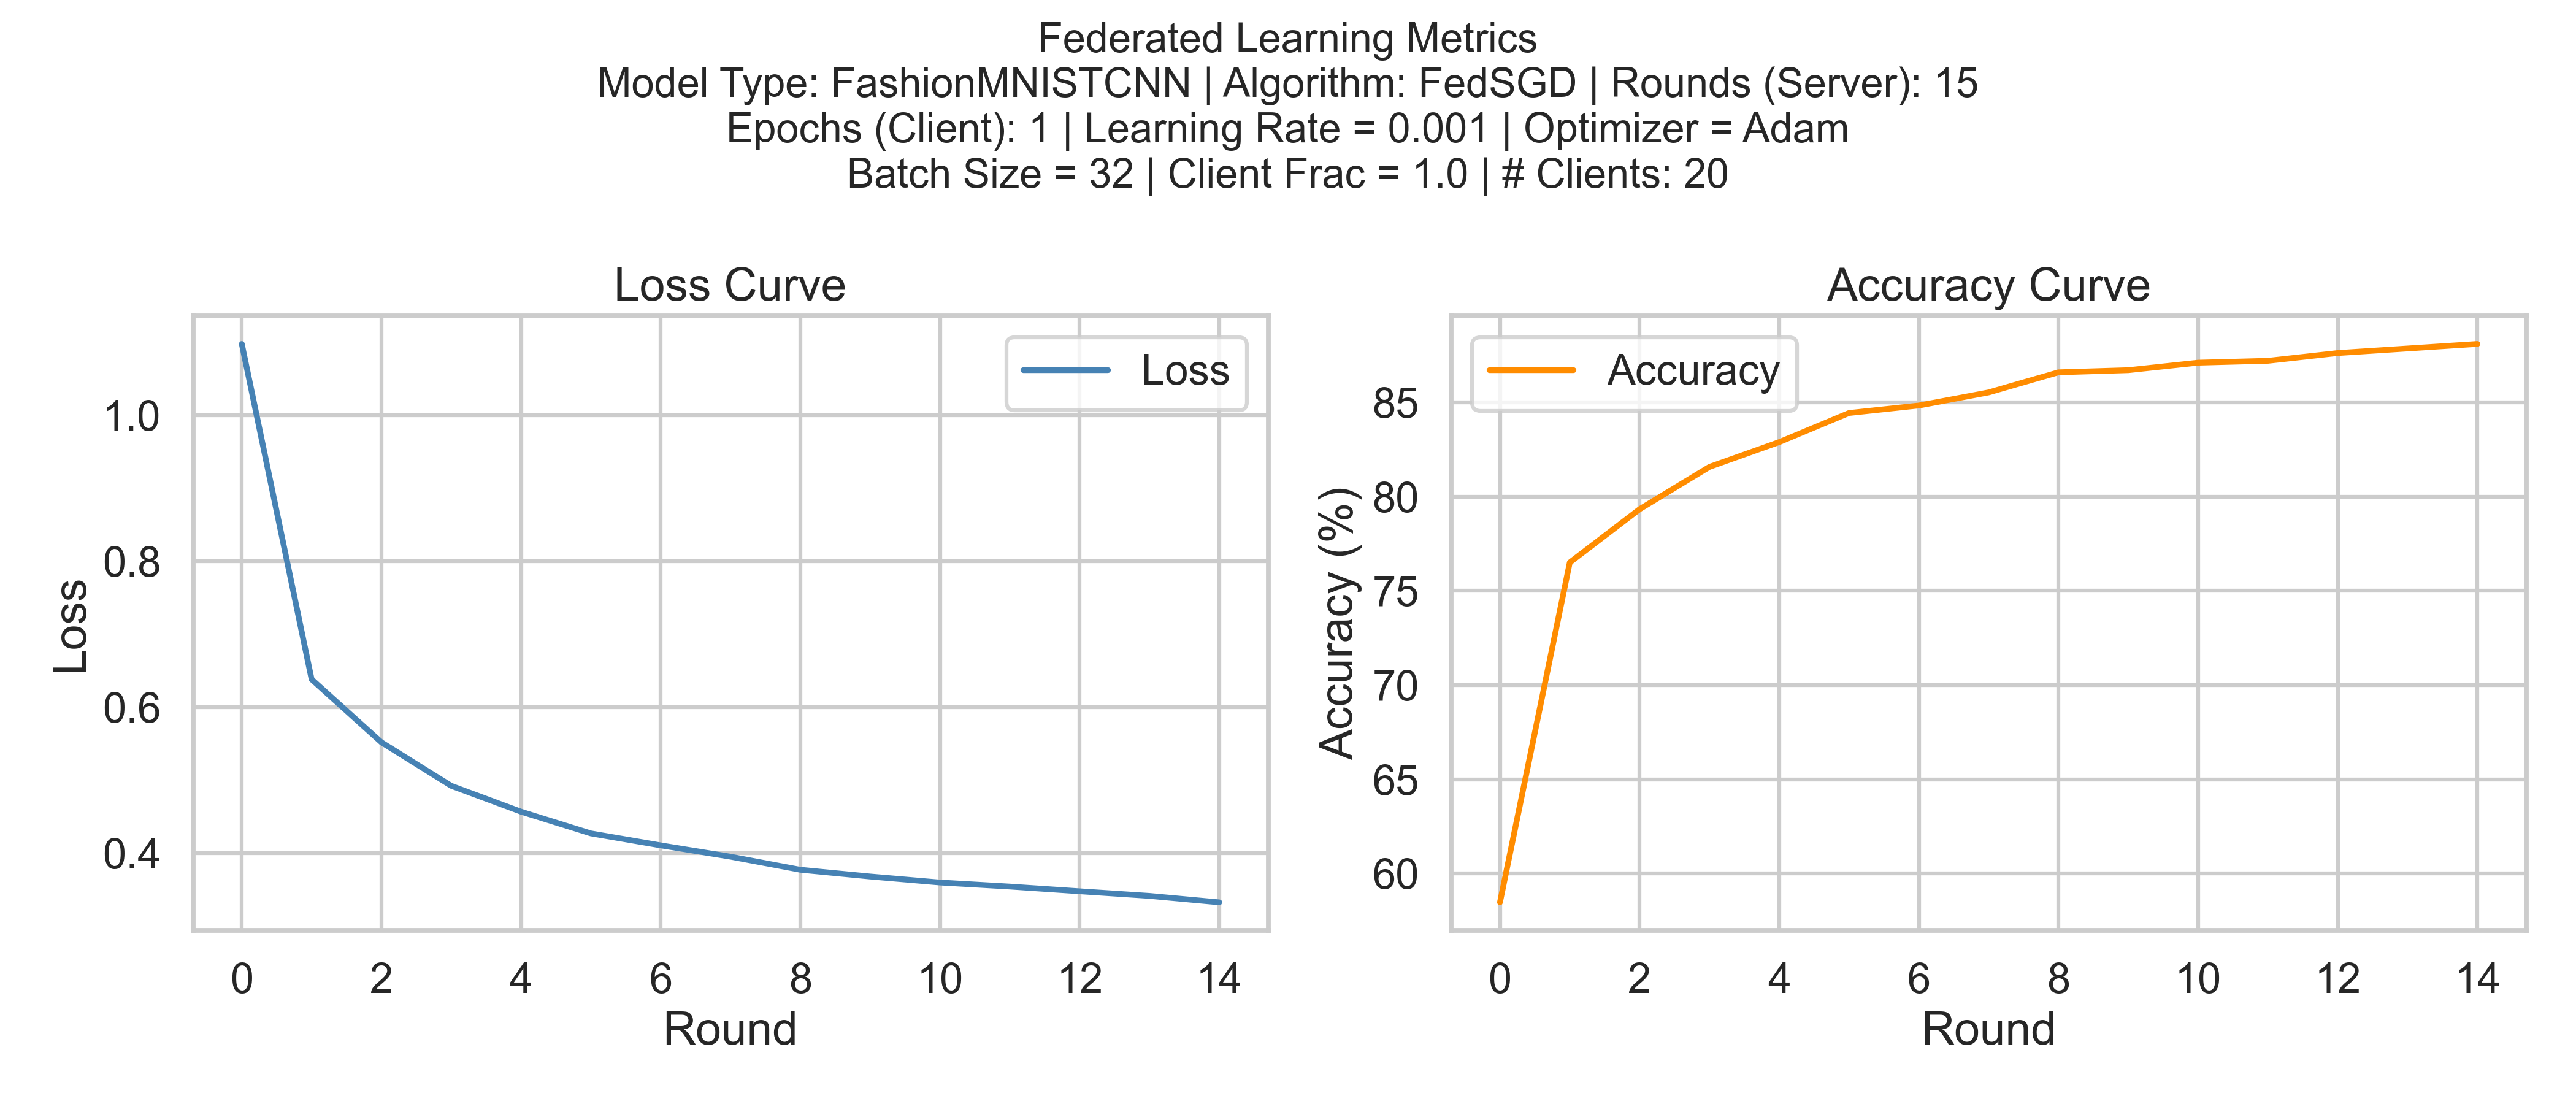 Federated Learning Metrics
Model Type: FashionMNISTCNN | Algorithm: FedSGD | Rounds (Server): 15
Epochs (Client): 1 | Learning Rate = 0.001 | Optimizer = Adam
Batch Size = 32 | Client Frac = 1.0 | # Clients: 20
Loss Curve
Loss
1.0
0.8
0.6
0.4
Loss
0 2 4 6 8 10 12 14
Round
Accuracy Curve
Accuracy
85
80
75
70
65
60
Accuracy (%)
0 2 4 6 8 10 12 14
Round